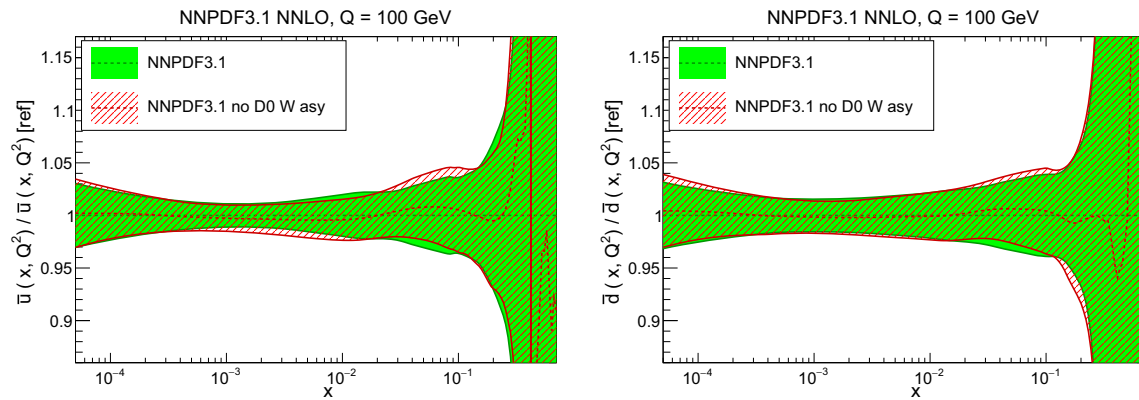 NNPDF3.1 NNLO, Q = 100 GeV
NNPDF3.1
NNPDF3.1 no D0 W asy
1.15
1.1
1.05
1
0.95
0.9
u̅ ( x, Q²) / u̅ ( x, Q²) [ref]
10⁻⁴
10⁻³
10⁻²
10⁻¹
x
NNPDF3.1 NNLO, Q = 100 GeV
NNPDF3.1
NNPDF3.1 no D0 W asy
1.15
1.1
1.05
1
0.95
0.9
d̅ ( x, Q²) / d̅ ( x, Q²) [ref]
10⁻⁴
10⁻³
10⁻²
10⁻¹
x